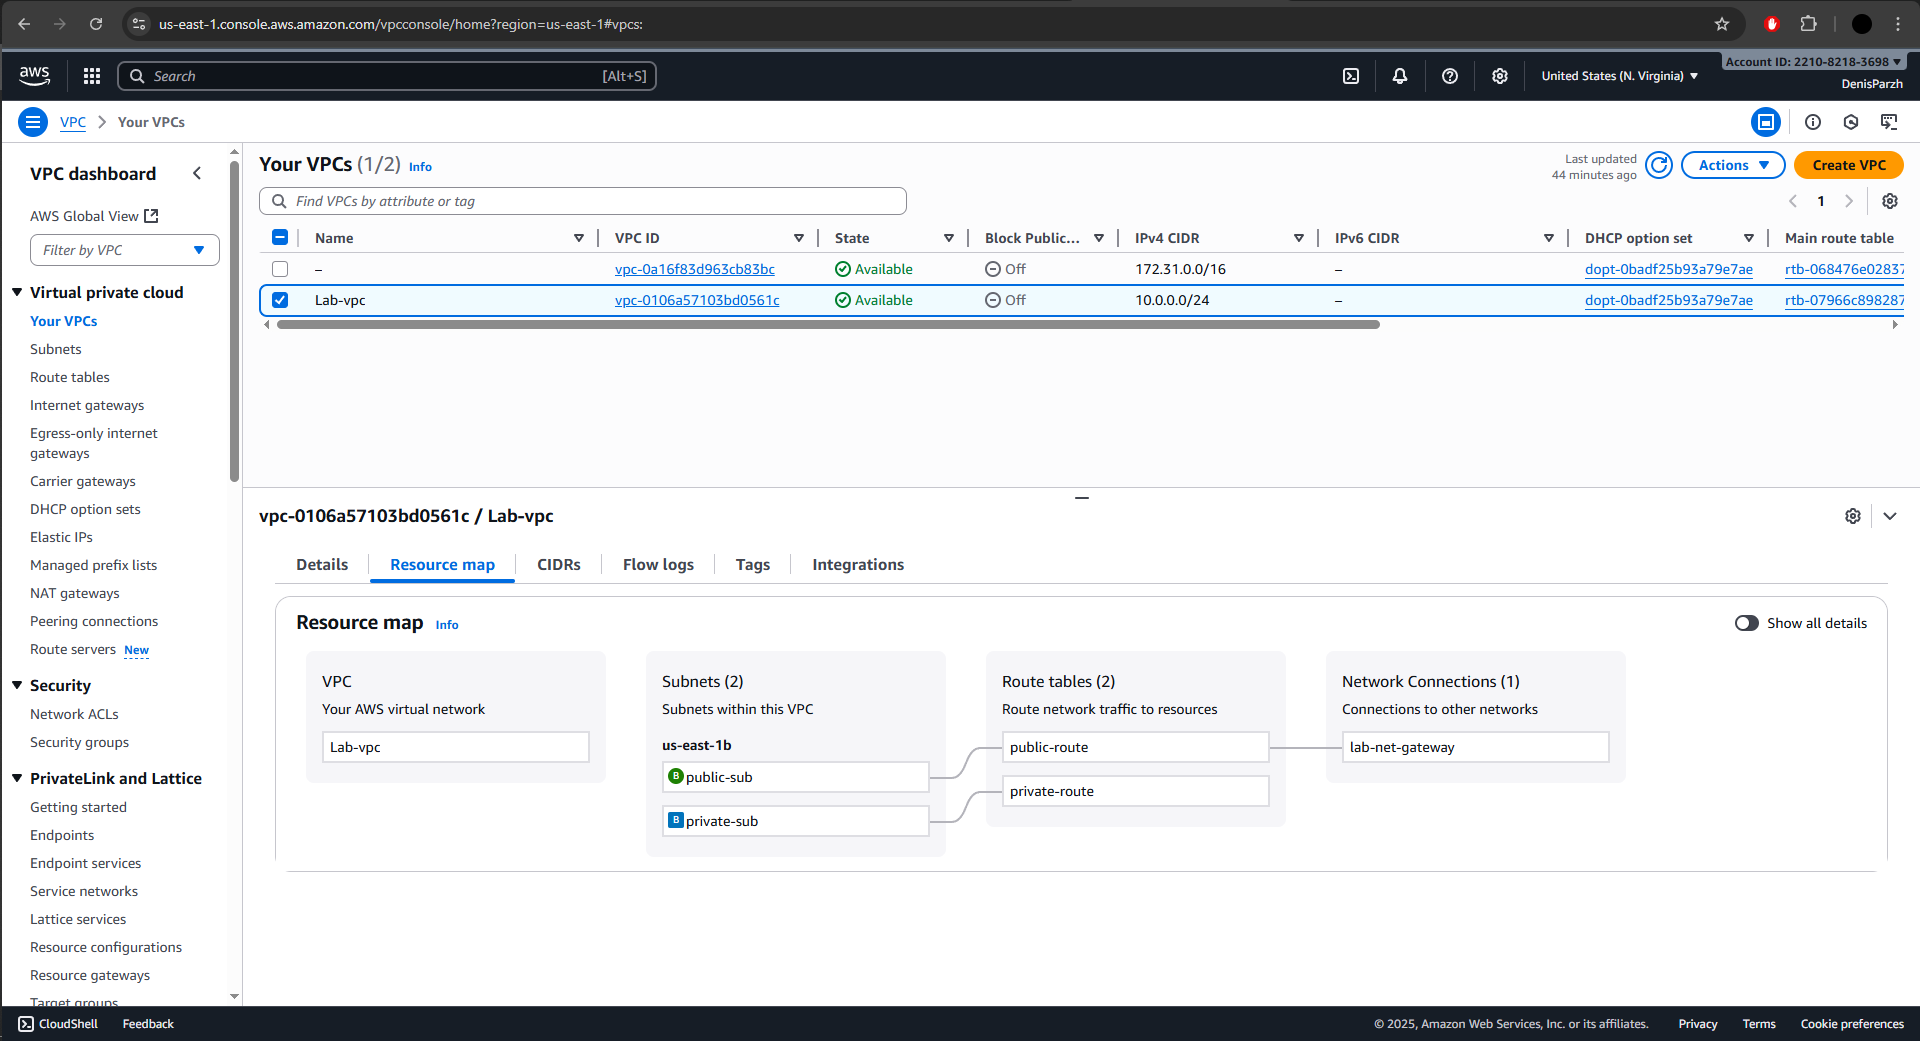 us-east-1.console.aws.amazon.com/vpcconsole/home?region=us-east-1#vpcs:
aws
Search [Alt+S]
United States (N. Virginia)
Account ID: 2210-8218-3698
DenisParzh
VPC > Your VPCs
VPC dashboard
AWS Global View
Filter by VPC
Virtual private cloud
Your VPCs
Subnets
Route tables
Internet gateways
Egress-only internet
gateways
Carrier gateways
DHCP option sets
Elastic IPs
Managed prefix lists
NAT gateways
Peering connections
Route servers New
Security
Network ACLs
Security groups
PrivateLink and Lattice
Getting started
Endpoints
Endpoint services
Service networks
Lattice services
Resource configurations
Resource gateways
Target groups
Your VPCs (1/2) Info
Last updated
44 minutes ago
Actions
Create VPC
Find VPCs by attribute or tag
1
Name VPC ID State Block Public... IPv4 CIDR IPv6 CIDR DHCP option set Main route table
– vpc-0a16f83d963cb83bc Available Off 172.31.0.0/16 – dopt-0badf25b93a79e7ae rtb-068476e02837
Lab-vpc vpc-0106a57103bd0561c Available Off 10.0.0.0/24 – dopt-0badf25b93a79e7ae rtb-07966c898287
vpc-0106a57103bd0561c / Lab-vpc
Details Resource map CIDRs Flow logs Tags Integrations
Resource map Info
Show all details
VPC
Your AWS virtual network
Lab-vpc
Subnets (2)
Subnets within this VPC
us-east-1b
B public-sub
B private-sub
Route tables (2)
Route network traffic to resources
public-route
private-route
Network Connections (1)
Connections to other networks
lab-net-gateway
CloudShell Feedback
© 2025, Amazon Web Services, Inc. or its affiliates. Privacy Terms Cookie preferences